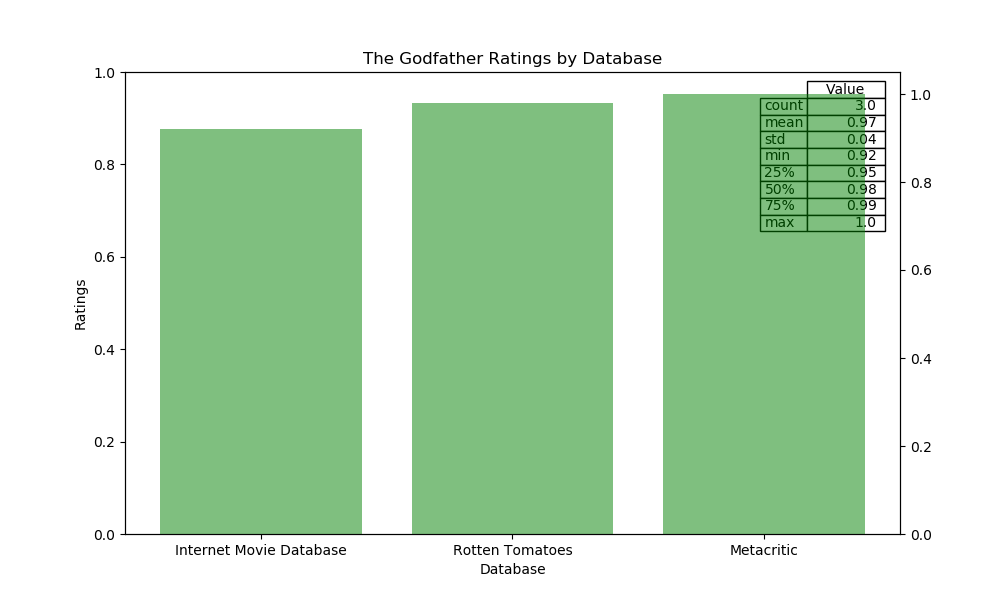 The Godfather Ratings by Database
1.0
0.8
0.6
0.4
0.2
0.0
Ratings
Value
count 3.0
mean 0.97
std 0.04
min 0.92
25% 0.95
50% 0.98
75% 0.99
max 1.0
1.0
0.8
0.6
0.4
0.2
0.0
Internet Movie Database Rotten Tomatoes Metacritic
Database